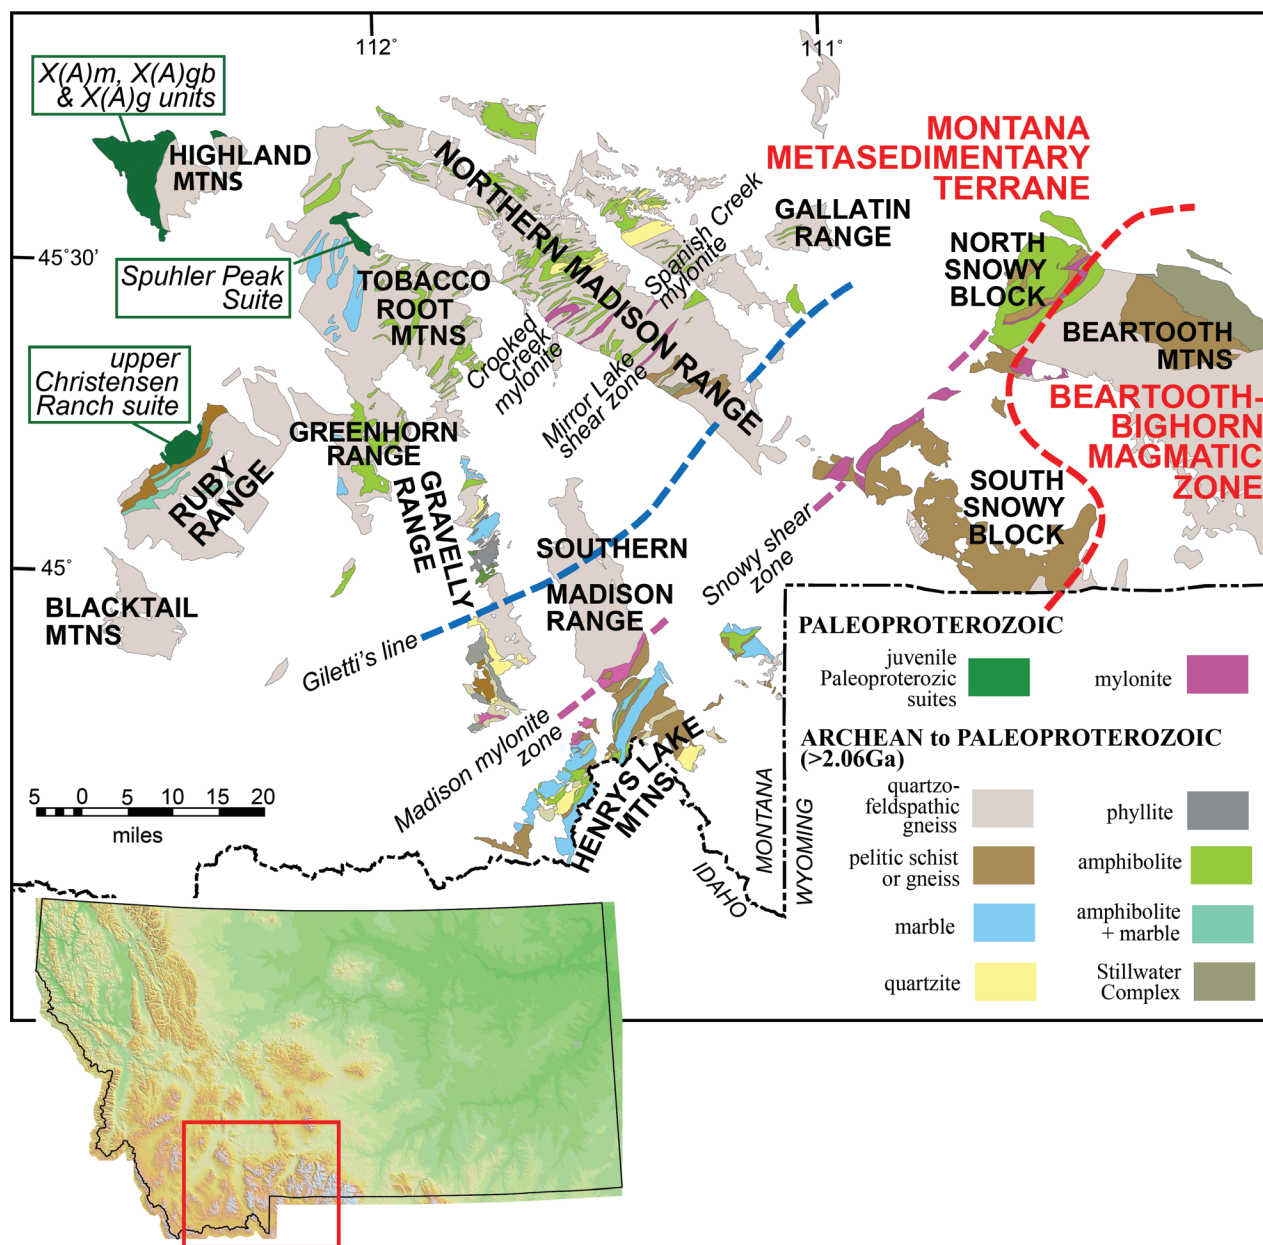 112°
111°
X(A)m, X(A)gb
& X(A)g units
HIGHLAND
MTNS
MONTANA
METASEDIMENTARY
TERRANE
NORTHERN MADISON RANGE
Spanish Creek
mylonite
GALLATIN
RANGE
NORTH
SNOWY
BLOCK
45°30'
Spuhler Peak
Suite
TOBACCO
ROOT
MTNS
BEARTOOTH
MTNS
Crooked
Creek
mylonite
Mirror Lake
shear zone
upper
Christensen
Ranch suite
BEARTOOTH-
BIGHORN
MAGMATIC
ZONE
GREENHORN
RANGE
RUBY
RANGE
GRAVELLY
RANGE
SOUTH
SNOWY
BLOCK
SOUTHERN
MADISON
RANGE
Snowy shear
zone
45°
BLACKTAIL
MTNS
Giletti's line
Madison mylonite
zone
HENRYS LAKE
MTNS
5 0 5 10 15 20
miles
MONTANA
WYOMING
IDAHO
PALEOPROTEROZOIC
juvenile
Paleoproterozic
suites
mylonite
ARCHEAN to PALEOPROTEROZOIC
(>2.06Ga)
quartzo-
feldspathic
gneiss
phyllite
pelitic schist
or gneiss
amphibolite
marble
amphibolite
+ marble
quartzite
Stillwater
Complex